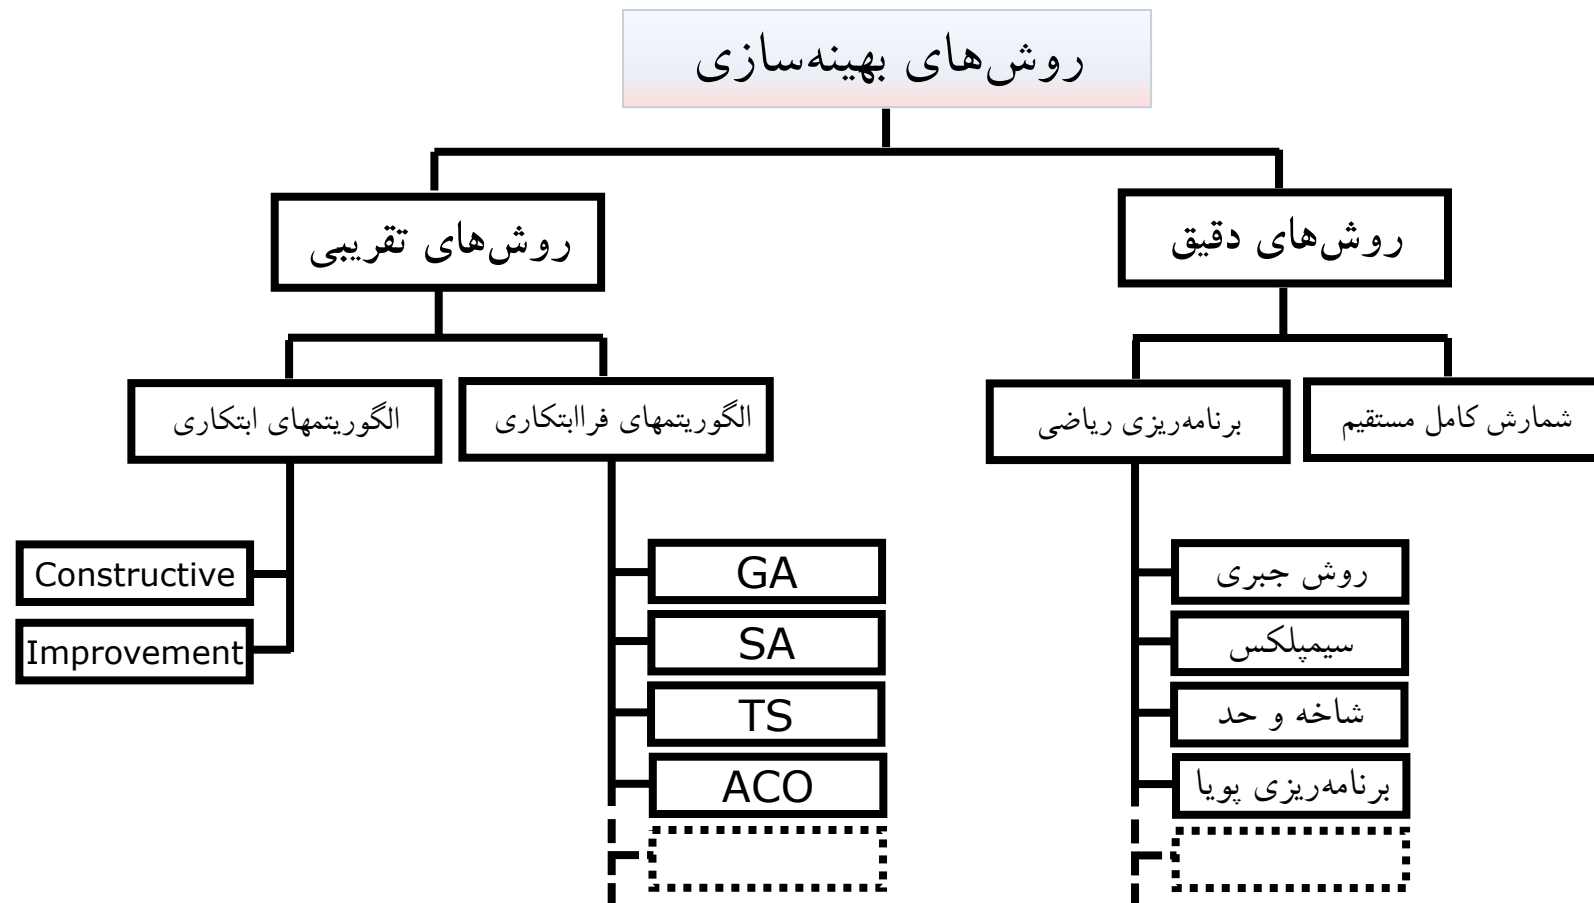 روش‌های بهینه‌سازی
روش‌های دقیق
روش‌های تقریبی
شمارش کامل مستقیم
برنامه‌ریزی ریاضی
الگوریتمهای فراابتکاری
الگوریتمهای ابتکاری
روش جبری
سیمپلکس
شاخه و حد
برنامه‌ریزی پویا
GA
SA
TS
ACO
Constructive
Improvement